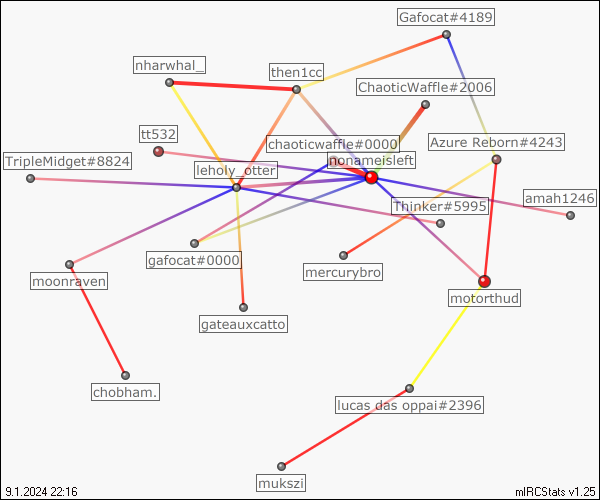 Gafocat#4189
nharwhal_
then1cc
ChaoticWaffle#2006
tt532
chaoticwaffle#0000
Azure Reborn#4243
TripleMidget#8824
leholy_otter
nonameisleft
Thinker#5995
amah1246
gafocat#0000
mercurybro
moonraven
motorthud
gateauxcatto
chobham.
lucas das oppai#2396
mukszi
9.1.2024 22:16
mIRCStats v1.25